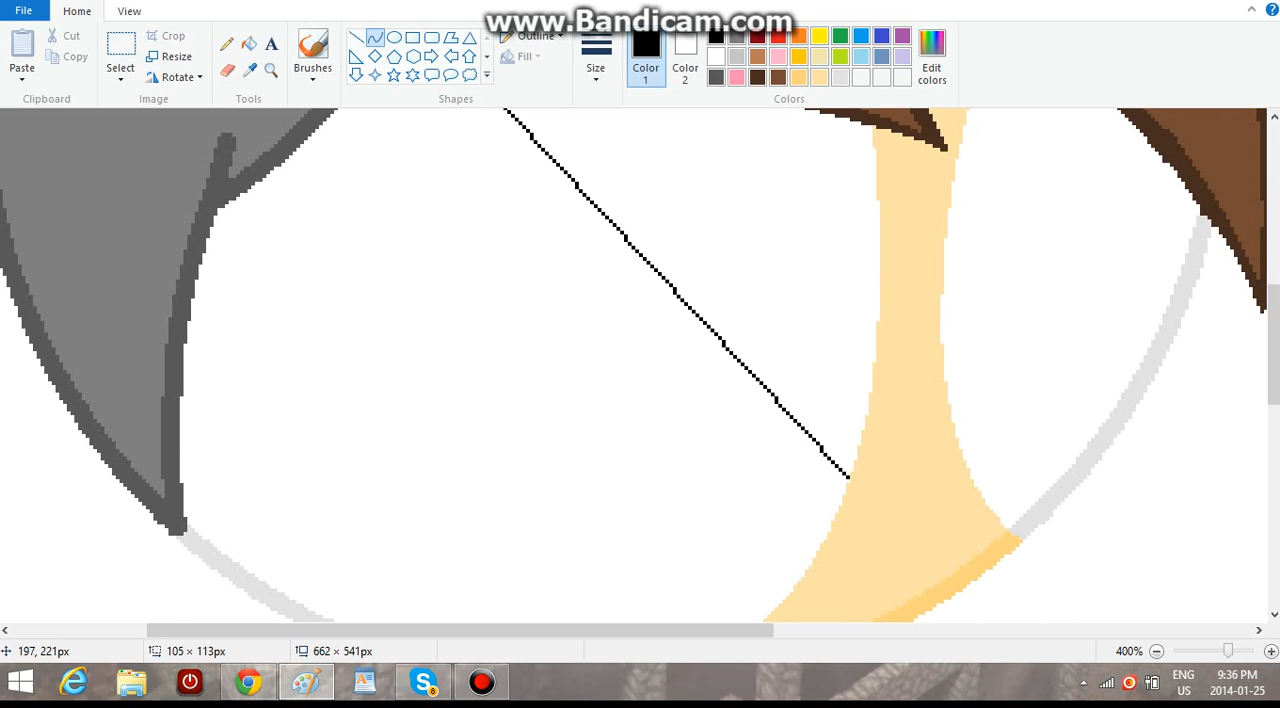 www.Bandicam.com
File Home View
Paste
Cut
Copy
Clipboard
Select
Crop
Resize
Rotate
Image
A
Tools
Brushes
Outline
Fill
Shapes
Size
Color 1
Color 2
Edit colors
Colors
197, 221px 105 × 113px 662 × 541px 400%
8
ENG
US
9:36 PM
2014-01-25